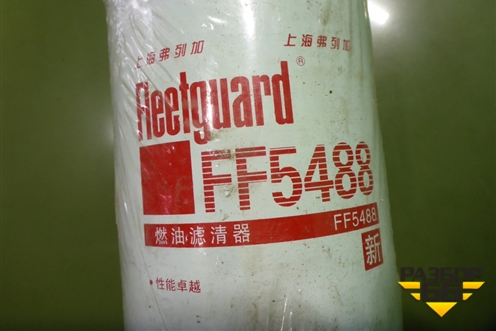 上海弗列加 上海弗列加
Fleetguard®
FF5488
燃油滤清器 FF5488
新
·性能卓越
РАЗБОР